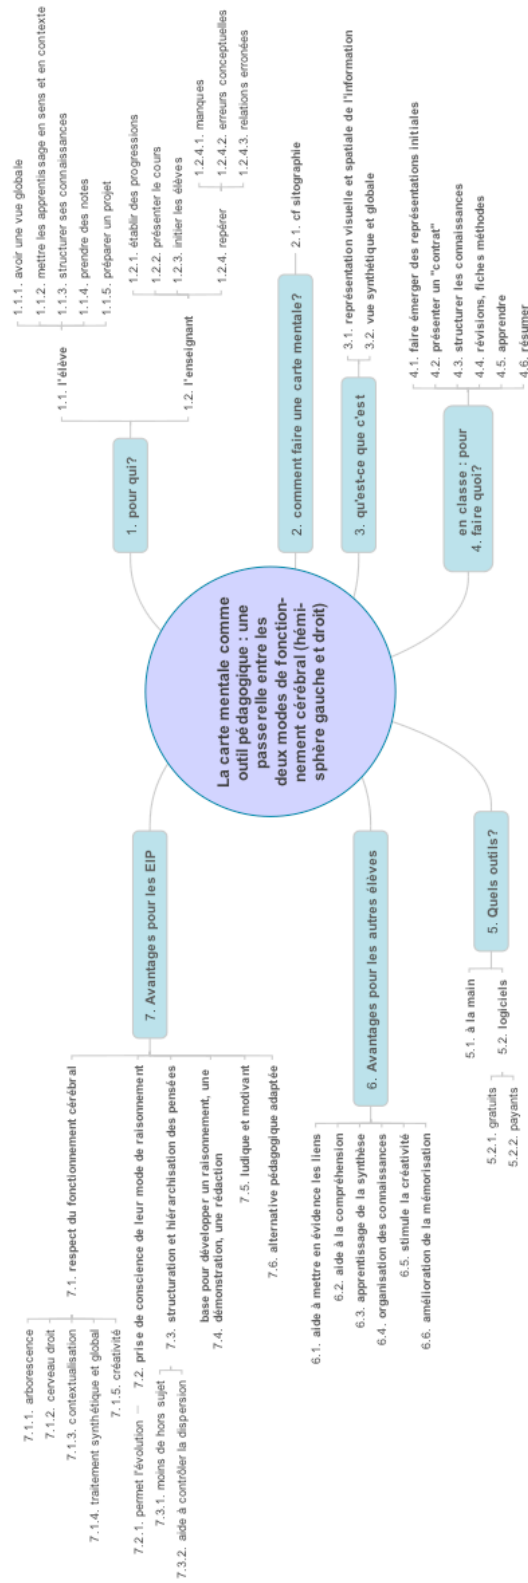 La carte mentale comme
outil pédagogique : une
passerelle entre les
deux modes de fonction-
nement cérébral (hémi-
sphère gauche et droit)
1. pour qui?
1.1. l'élève
1.1.1. avoir une vue globale
1.1.2. mettre les apprentissage en sens et en contexte
1.1.3. structurer ses connaissances
1.1.4. prendre des notes
1.1.5. préparer un projet
1.2. l'enseignant
1.2.1. établir des progressions
1.2.2. présenter le cours
1.2.3. initier les élèves
1.2.4. repérer
1.2.4.1. manques
1.2.4.2. erreurs conceptuelles
1.2.4.3. relations erronées
2. comment faire une carte mentale?
2.1. cf sitographie
3. qu'est-ce que c'est
3.1. représentation visuelle et spatiale de l'information
3.2. vue synthétique et globale
en classe : pour
4. faire quoi?
4.1. faire émerger des représentations initiales
4.2. présenter un "contrat"
4.3. structurer les connaissances
4.4. révisions, fiches méthodes
4.5. apprendre
4.6. résumer
5. Quels outils?
5.1. à la main
5.2. logiciels
5.2.1. gratuits
5.2.2. payants
6. Avantages pour les autres élèves
6.1. aide à mettre en évidence les liens
6.2. aide à la compréhension
6.3. apprentissage de la synthèse
6.4. organisation des connaissances
6.5. stimule la créativité
6.6. amélioration de la mémorisation
7. Avantages pour les EIP
7.1. respect du fonctionnement cérébral
7.1.1. arborescence
7.1.2. cerveau droit
7.1.3. contextualisation
7.1.4. traitement synthétique et global
7.1.5. créativité
7.2. prise de conscience de leur mode de raisonnement
7.2.1. permet l'évolution
7.3. structuration et hiérarchisation des pensées
7.3.1. moins de hors sujet
7.3.2. aide à contrôler la dispersion
base pour développer un raisonnement, une
7.4. démonstration, une rédaction
7.5. ludique et motivant
7.6. alternative pédagogique adaptée